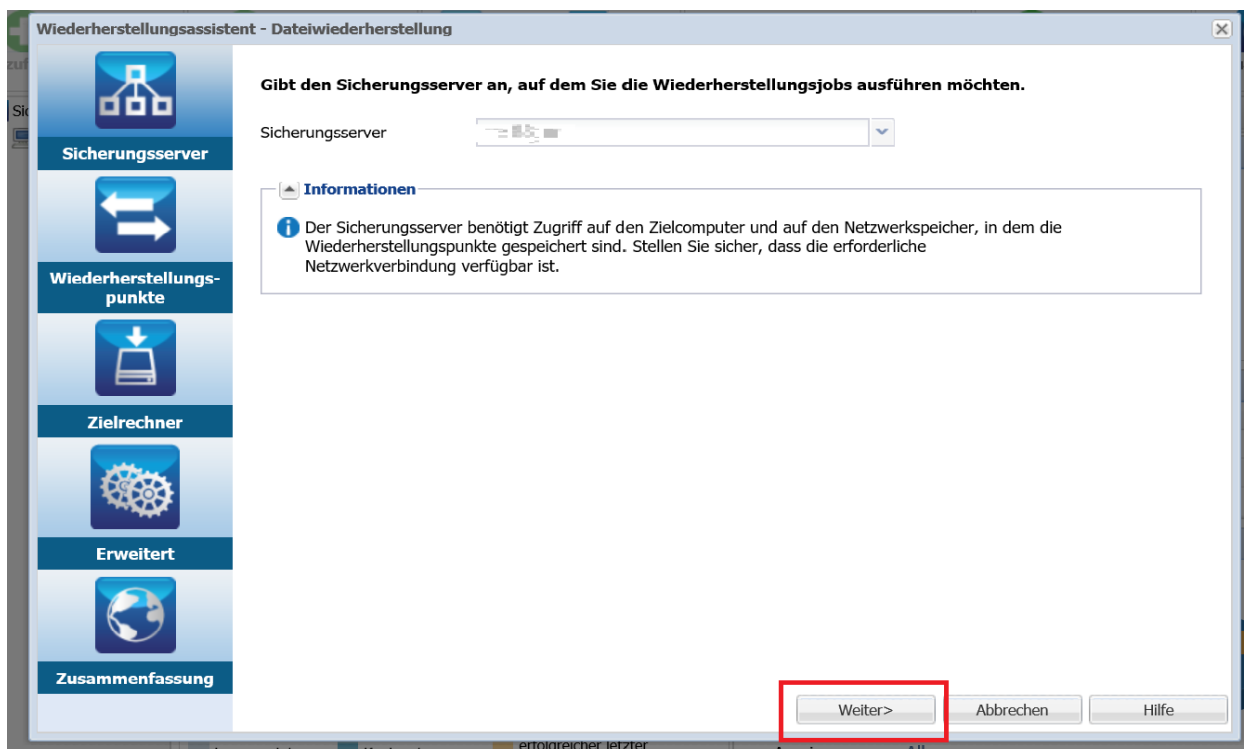 Wiederherstellungsassistent - Dateiwiederherstellung
Sicherungsserver
Wiederherstellungs-
punkte
Zielrechner
Erweitert
Zusammenfassung
Gibt den Sicherungsserver an, auf dem Sie die Wiederherstellungsjobs ausführen möchten.
Sicherungsserver
Informationen
Der Sicherungsserver benötigt Zugriff auf den Zielcomputer und auf den Netzwerkspeicher, in dem die
Wiederherstellungspunkte gespeichert sind. Stellen Sie sicher, dass die erforderliche
Netzwerkverbindung verfügbar ist.
Weiter> Abbrechen Hilfe
erfolgreicher letzter